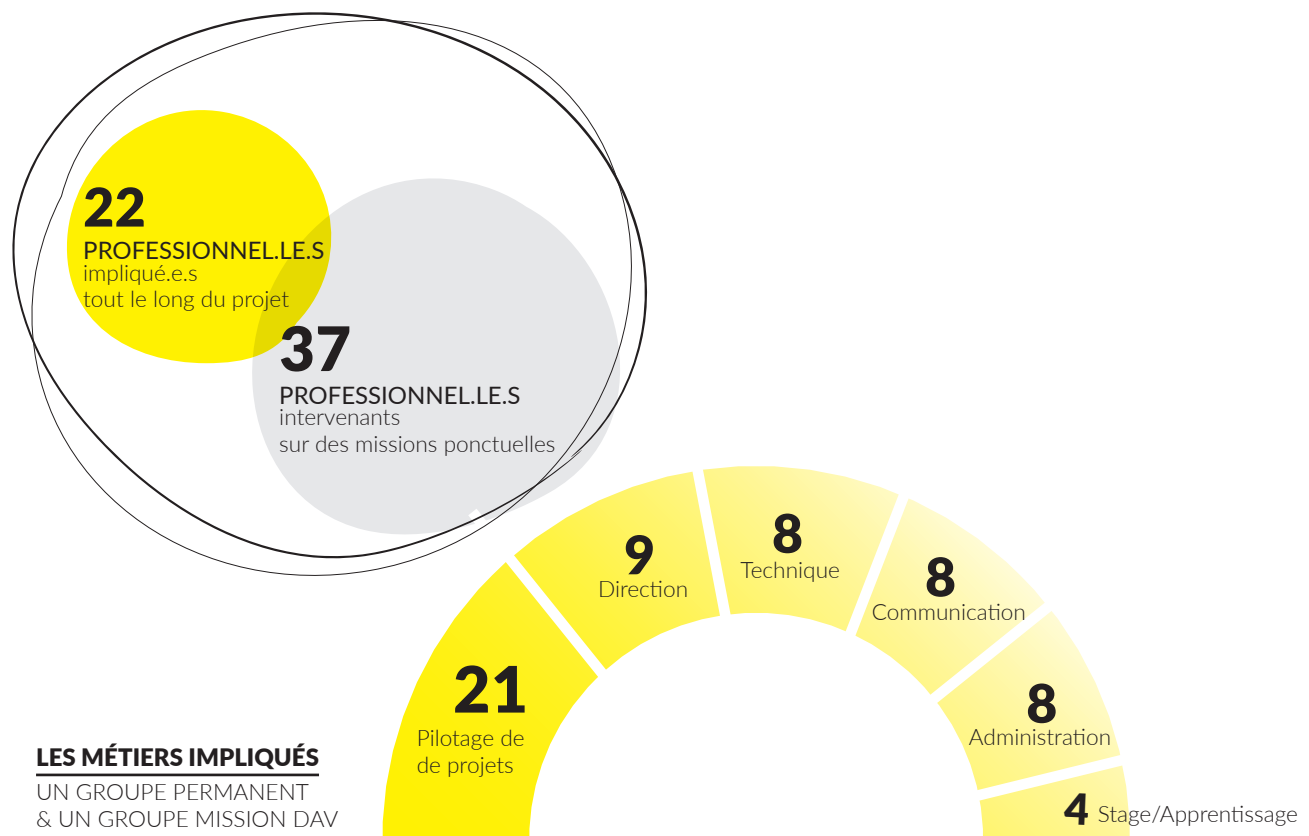 22
PROFESSIONNEL.LE.S
impliqué.e.s
tout le long du projet
37
PROFESSIONNEL.LE.S
intervenants
sur des missions ponctuelles
9
Direction
8
Technique
8
Communication
21
Pilotage de
de projets
8
Administration
4 Stage/Apprentissage
LES MÉTIERS IMPLIQUÉS
UN GROUPE PERMANENT
& UN GROUPE MISSION DAV